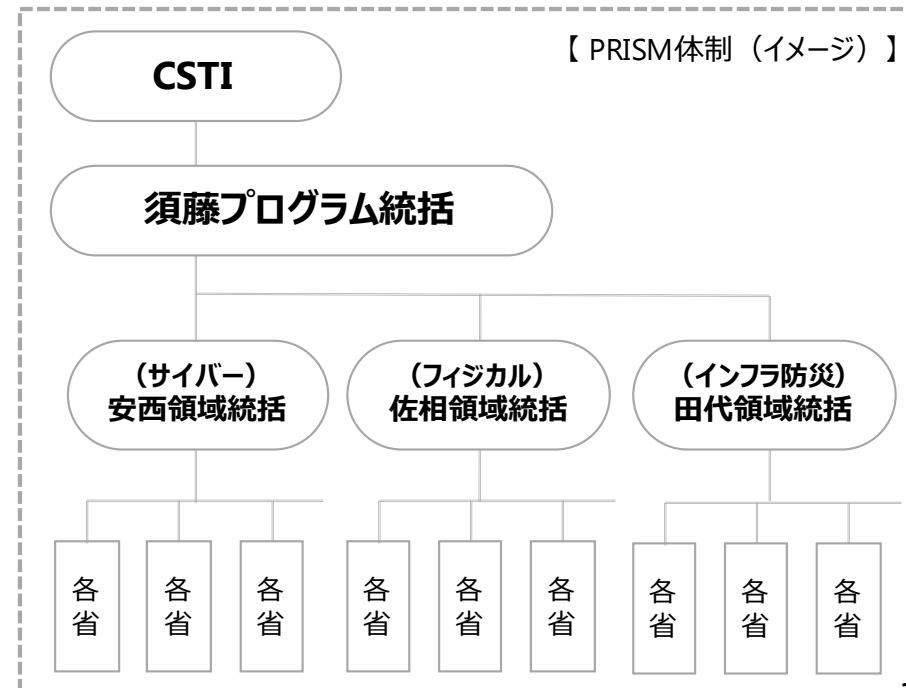 【 PRISM体制（イメージ）】
CSTI
須藤プログラム統括
（サイバー）
安西領域統括
（フィジカル）
佐相領域統括
（インフラ防災）
田代領域統括
各省
各省
各省
各省
各省
各省
各省
各省
各省